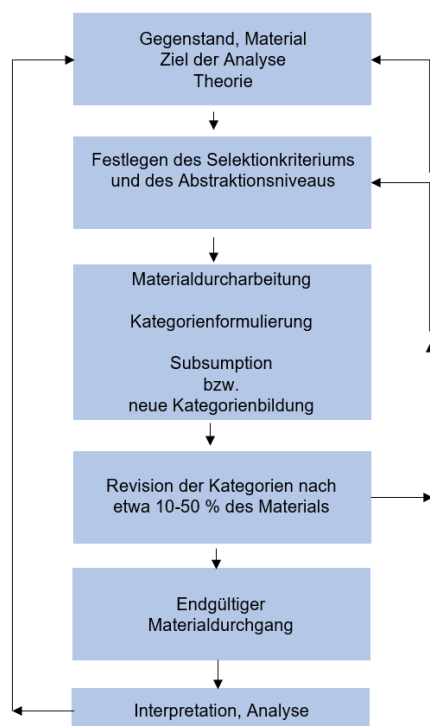 Gegenstand, Material
Ziel der Analyse
Theorie
Festlegen des Selektionkriteriums
und des Abstraktionsniveaus
Materialdurcharbeitung
Kategorienformulierung
Subsumption
bzw.
neue Kategorienbildung
Revision der Kategorien nach
etwa 10-50 % des Materials
Endgültiger
Materialdurchgang
Interpretation, Analyse